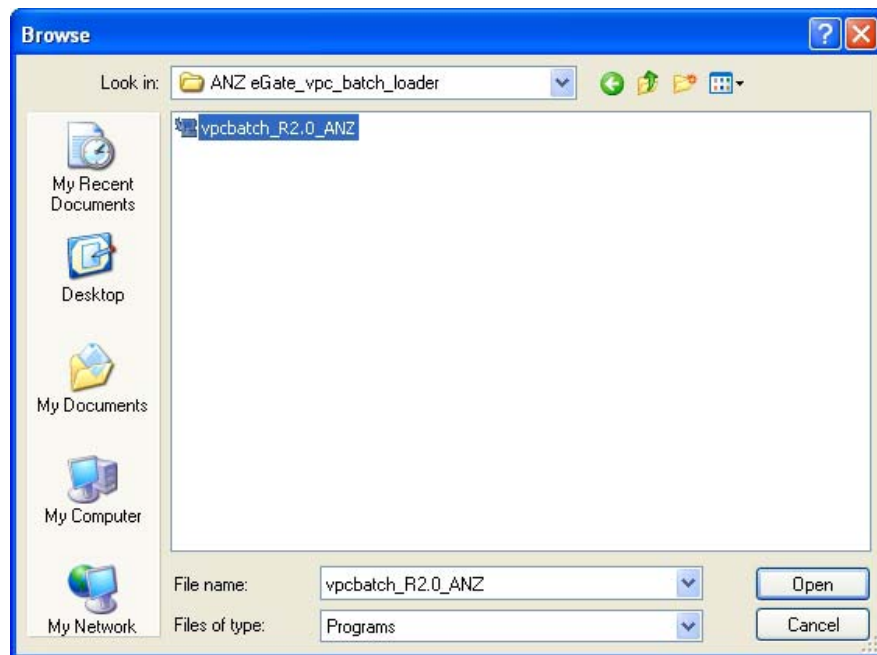 Browse
Look in:
ANZ eGate_vpc_batch_loader
vpcbatch_R2.0_ANZ
My Recent
Documents
Desktop
My Documents
My Computer
My Network
File name:
vpcbatch_R2.0_ANZ
Open
Files of type:
Programs
Cancel